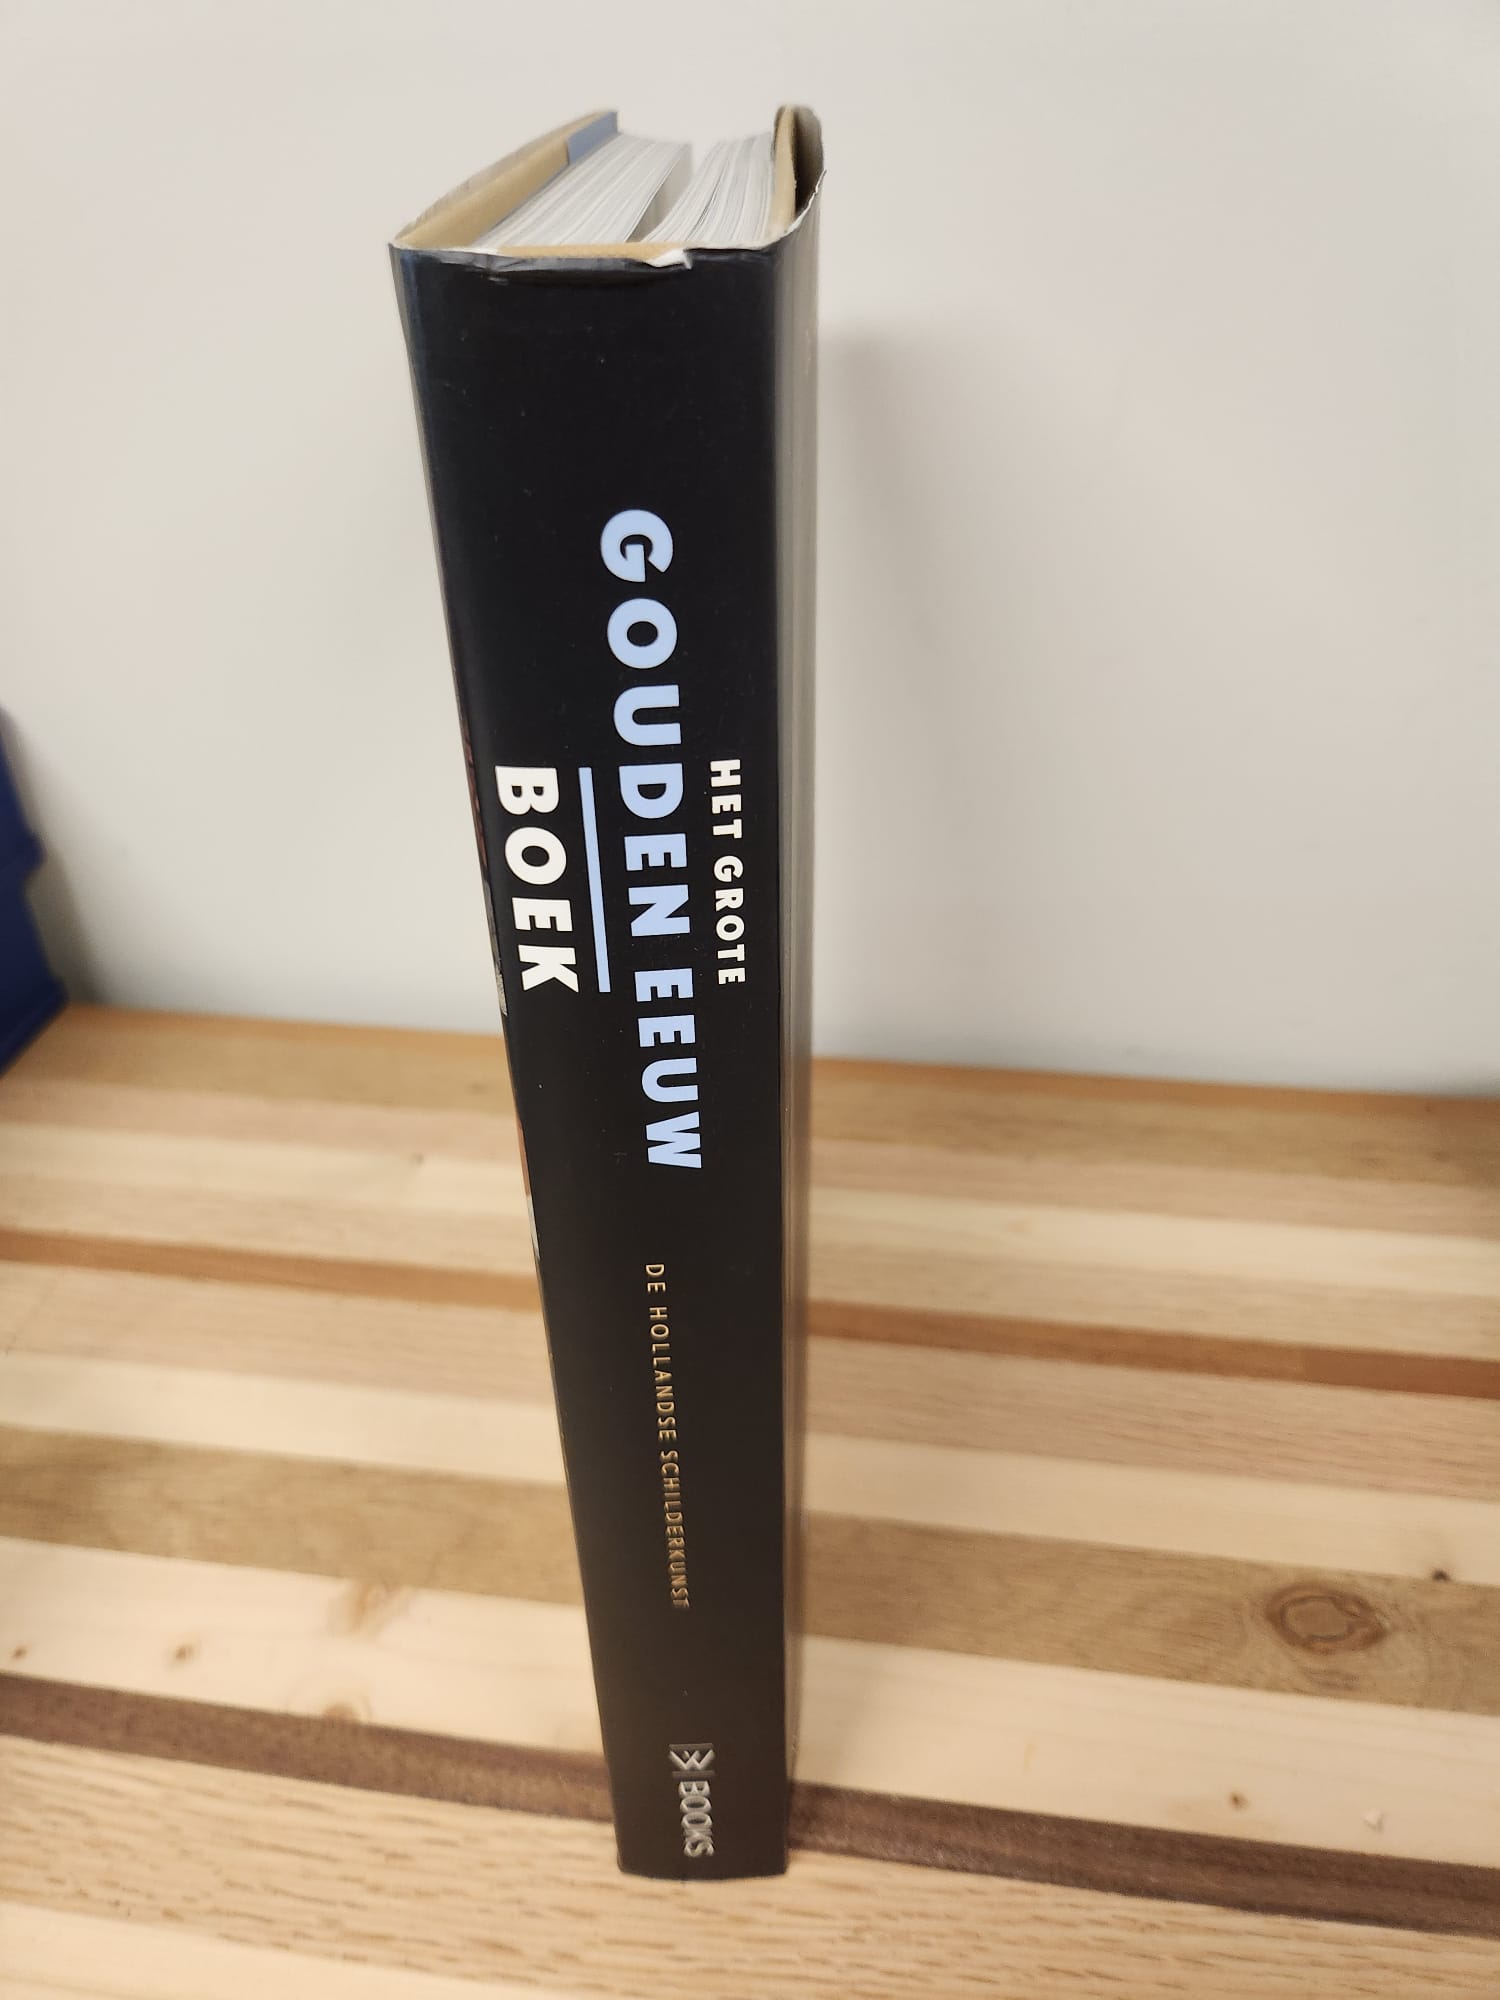 HET GROTE
GOUDEN EEUW
BOEK
DE HOLLANDSE SCHILDERKUNST
W BOOKS